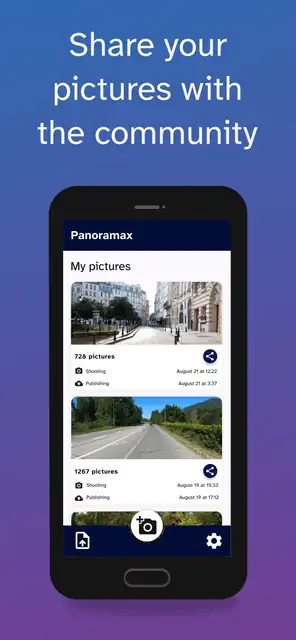 Share your
pictures with
the community
Panoramax
My pictures
728 pictures
Shooting August 21 at 12:22
Publishing August 21 at 3:37
1267 pictures
Shooting August 19 at 15:33
Publishing August 19 at 17:12